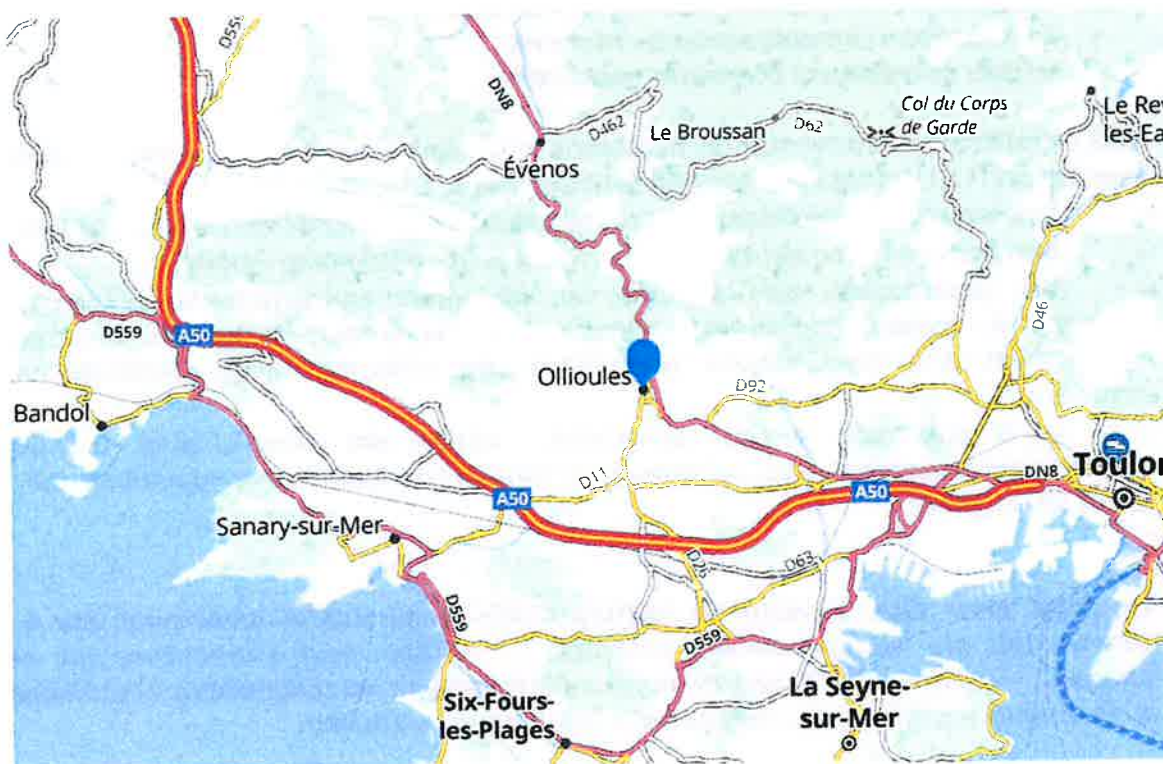 D559
DN8
D462
Le Broussan
D62
Col du Corps
de Garde
Le Rev
les-Ea
Évenos
D46
D559
A50
Ollioules
D92
Bandol
D11
DN8
Toulon
A50
A50
Sanary-sur-Mer
D63
D26
D559
D559
Six-Fours-
les-Plages
La Seyne-
sur-Mer